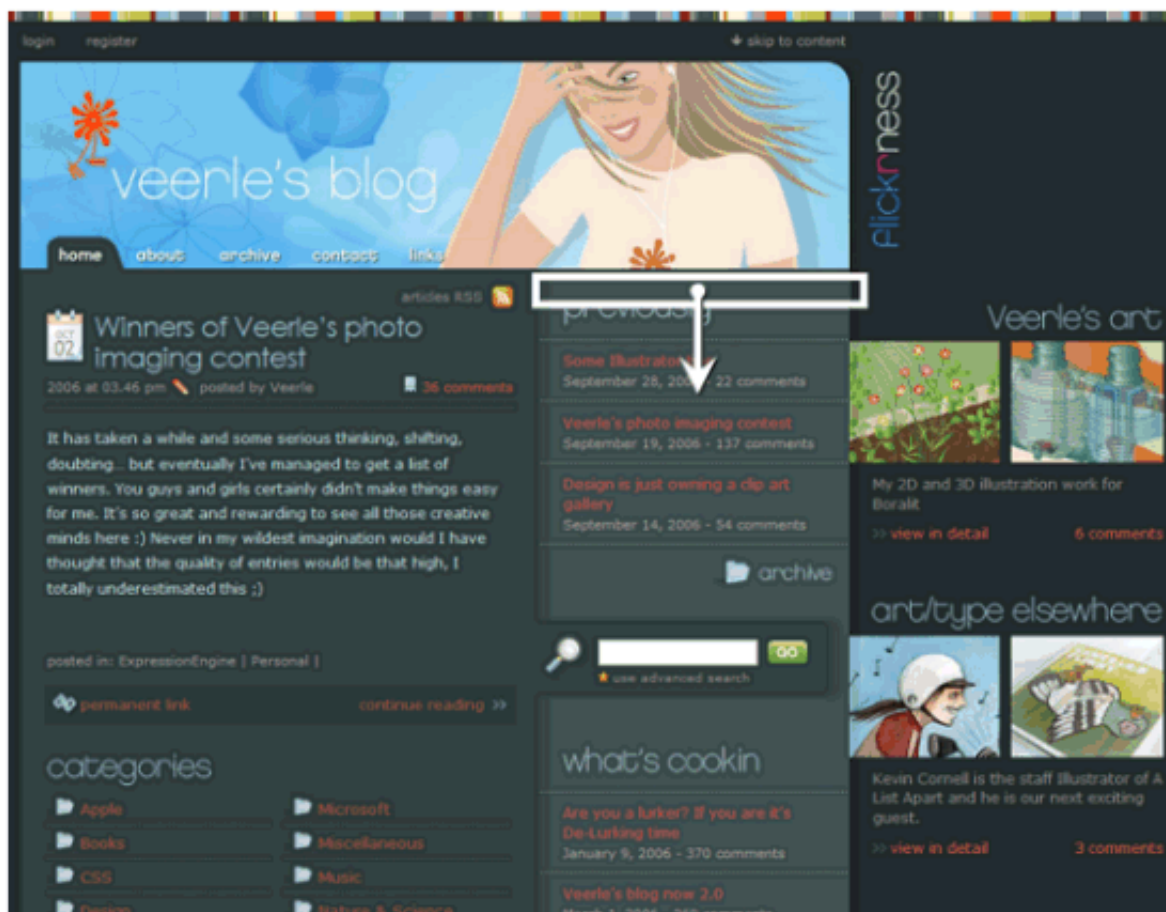 login register
skip to content
veerle's blog
home about archive contact links
articles RSS
OCT
02
Winners of Veerle's photo
imaging contest
2006 at 03.46 pm posted by Veerle
36 comments
It has taken a while and some serious thinking, shifting,
doubting... but eventually I've managed to get a list of
winners. You guys and girls certainly didn't make things easy
for me. It's so great and rewarding to see all those creative
minds here :) Never in my wildest imagination would I have
thought that the quality of entries would be that high, I
totally underestimated this ;)
posted in: ExpressionEngine | Personal |
permanent link
continue reading >>
categories
Apple Microsoft
Books Miscellaneous
CSS Music
Design Nature & Science
previously
Some Illustrator
September 28, 22 comments
Veerle's photo imaging contest
September 19, 2006 - 137 comments
Design is just owning a clip art
gallery
September 14, 2006 - 54 comments
archive
GO
use advanced search
what's cookin
Are you a lurker? If you are it's
De-Lurking time
January 9, 2006 - 370 comments
Veerle's blog now 2.0
flickrness
Veerle's art
My 2D and 3D illustration work for
Boralit
>> view in detail 6 comments
art/type elsewhere
Kevin Cornell is the staff Illustrator of A
List Apart and he is our next exciting
guest.
>> view in detail 3 comments